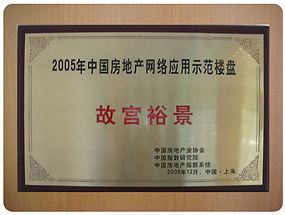 2005年中国房地产网络应用示范楼盘
故宫裕景
中国房地产业协会
中国指数研究院
中国房地产指数系统
2005年12月，中国·上海